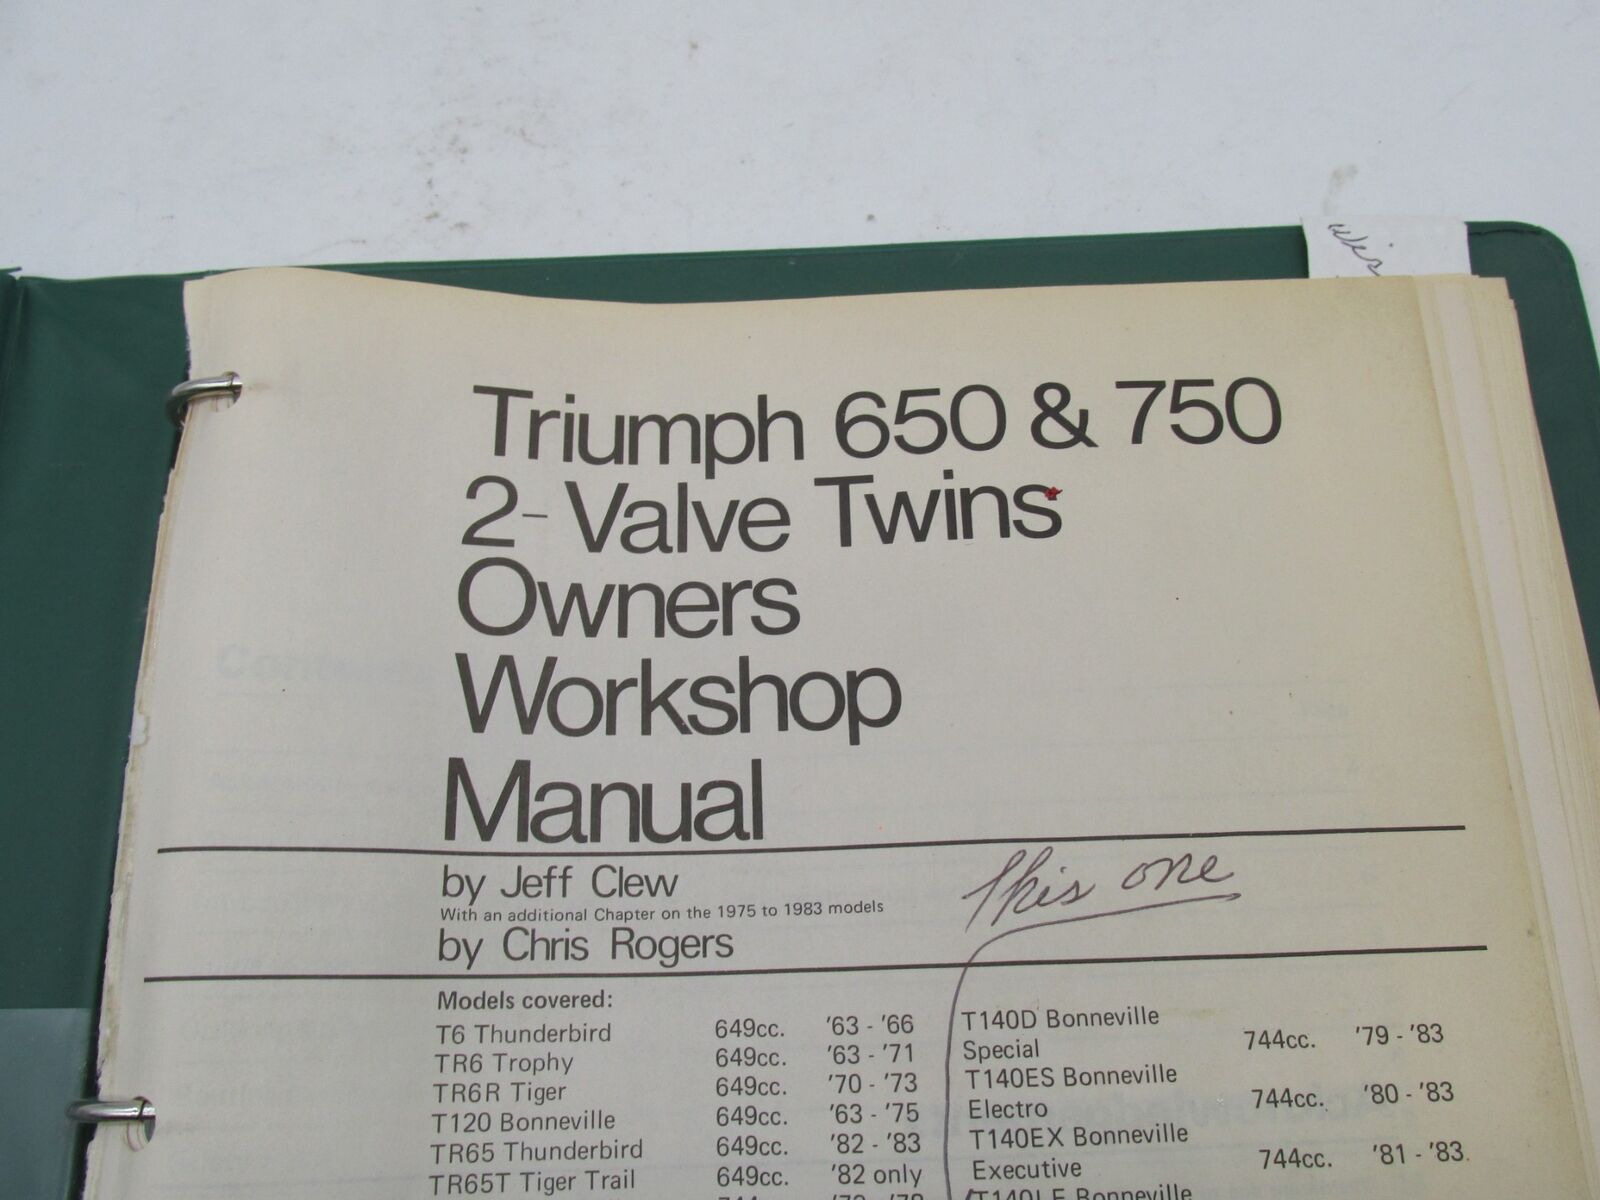 Triumph 650 & 750
2-Valve Twins
Owners
Workshop
Manual
by Jeff Clew
With an additional Chapter on the 1975 to 1983 models
by Chris Rogers
This one
Models covered:
T6 Thunderbird 649cc. '63 - '66
TR6 Trophy 649cc. '63 - '71
TR6R Tiger 649cc. '70 - '73
T120 Bonneville 649cc. '63 - '75
TR65 Thunderbird 649cc. '82 - '83
TR65T Tiger Trail 649cc. '82 only
T140D Bonneville
Special 744cc. '79 - '83
T140ES Bonneville
Electro 744cc. '80 - '83
T140EX Bonneville
Executive 744cc. '81 - '83.
Bonneville